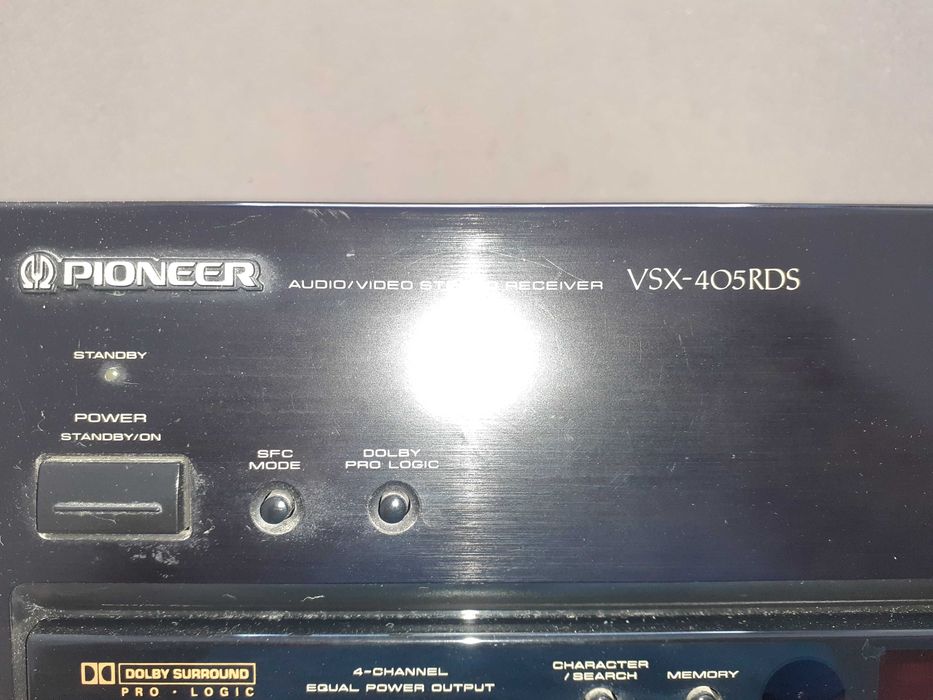 PIONEER AUDIO/VIDEO RECEIVER VSX-405RDS
STANDBY
POWER
STANDBY/ON
SFC
MODE
DOLBY
PRO LOGIC
DOLBY SURROUND
PRO · LOGIC
4-CHANNEL
EQUAL POWER OUTPUT
CHARACTER
/SEARCH
MEMORY